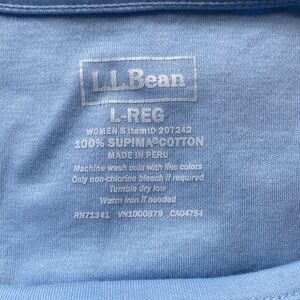 L.L.Bean
L-REG
WOMEN'S ItemID 207242
100% SUPIMA® COTTON
MADE IN PERU
Machine wash cold with like colors
Only non-chlorine bleach if required
Tumble dry low
Warm iron if needed
RN71341 VN1000879 CA04754